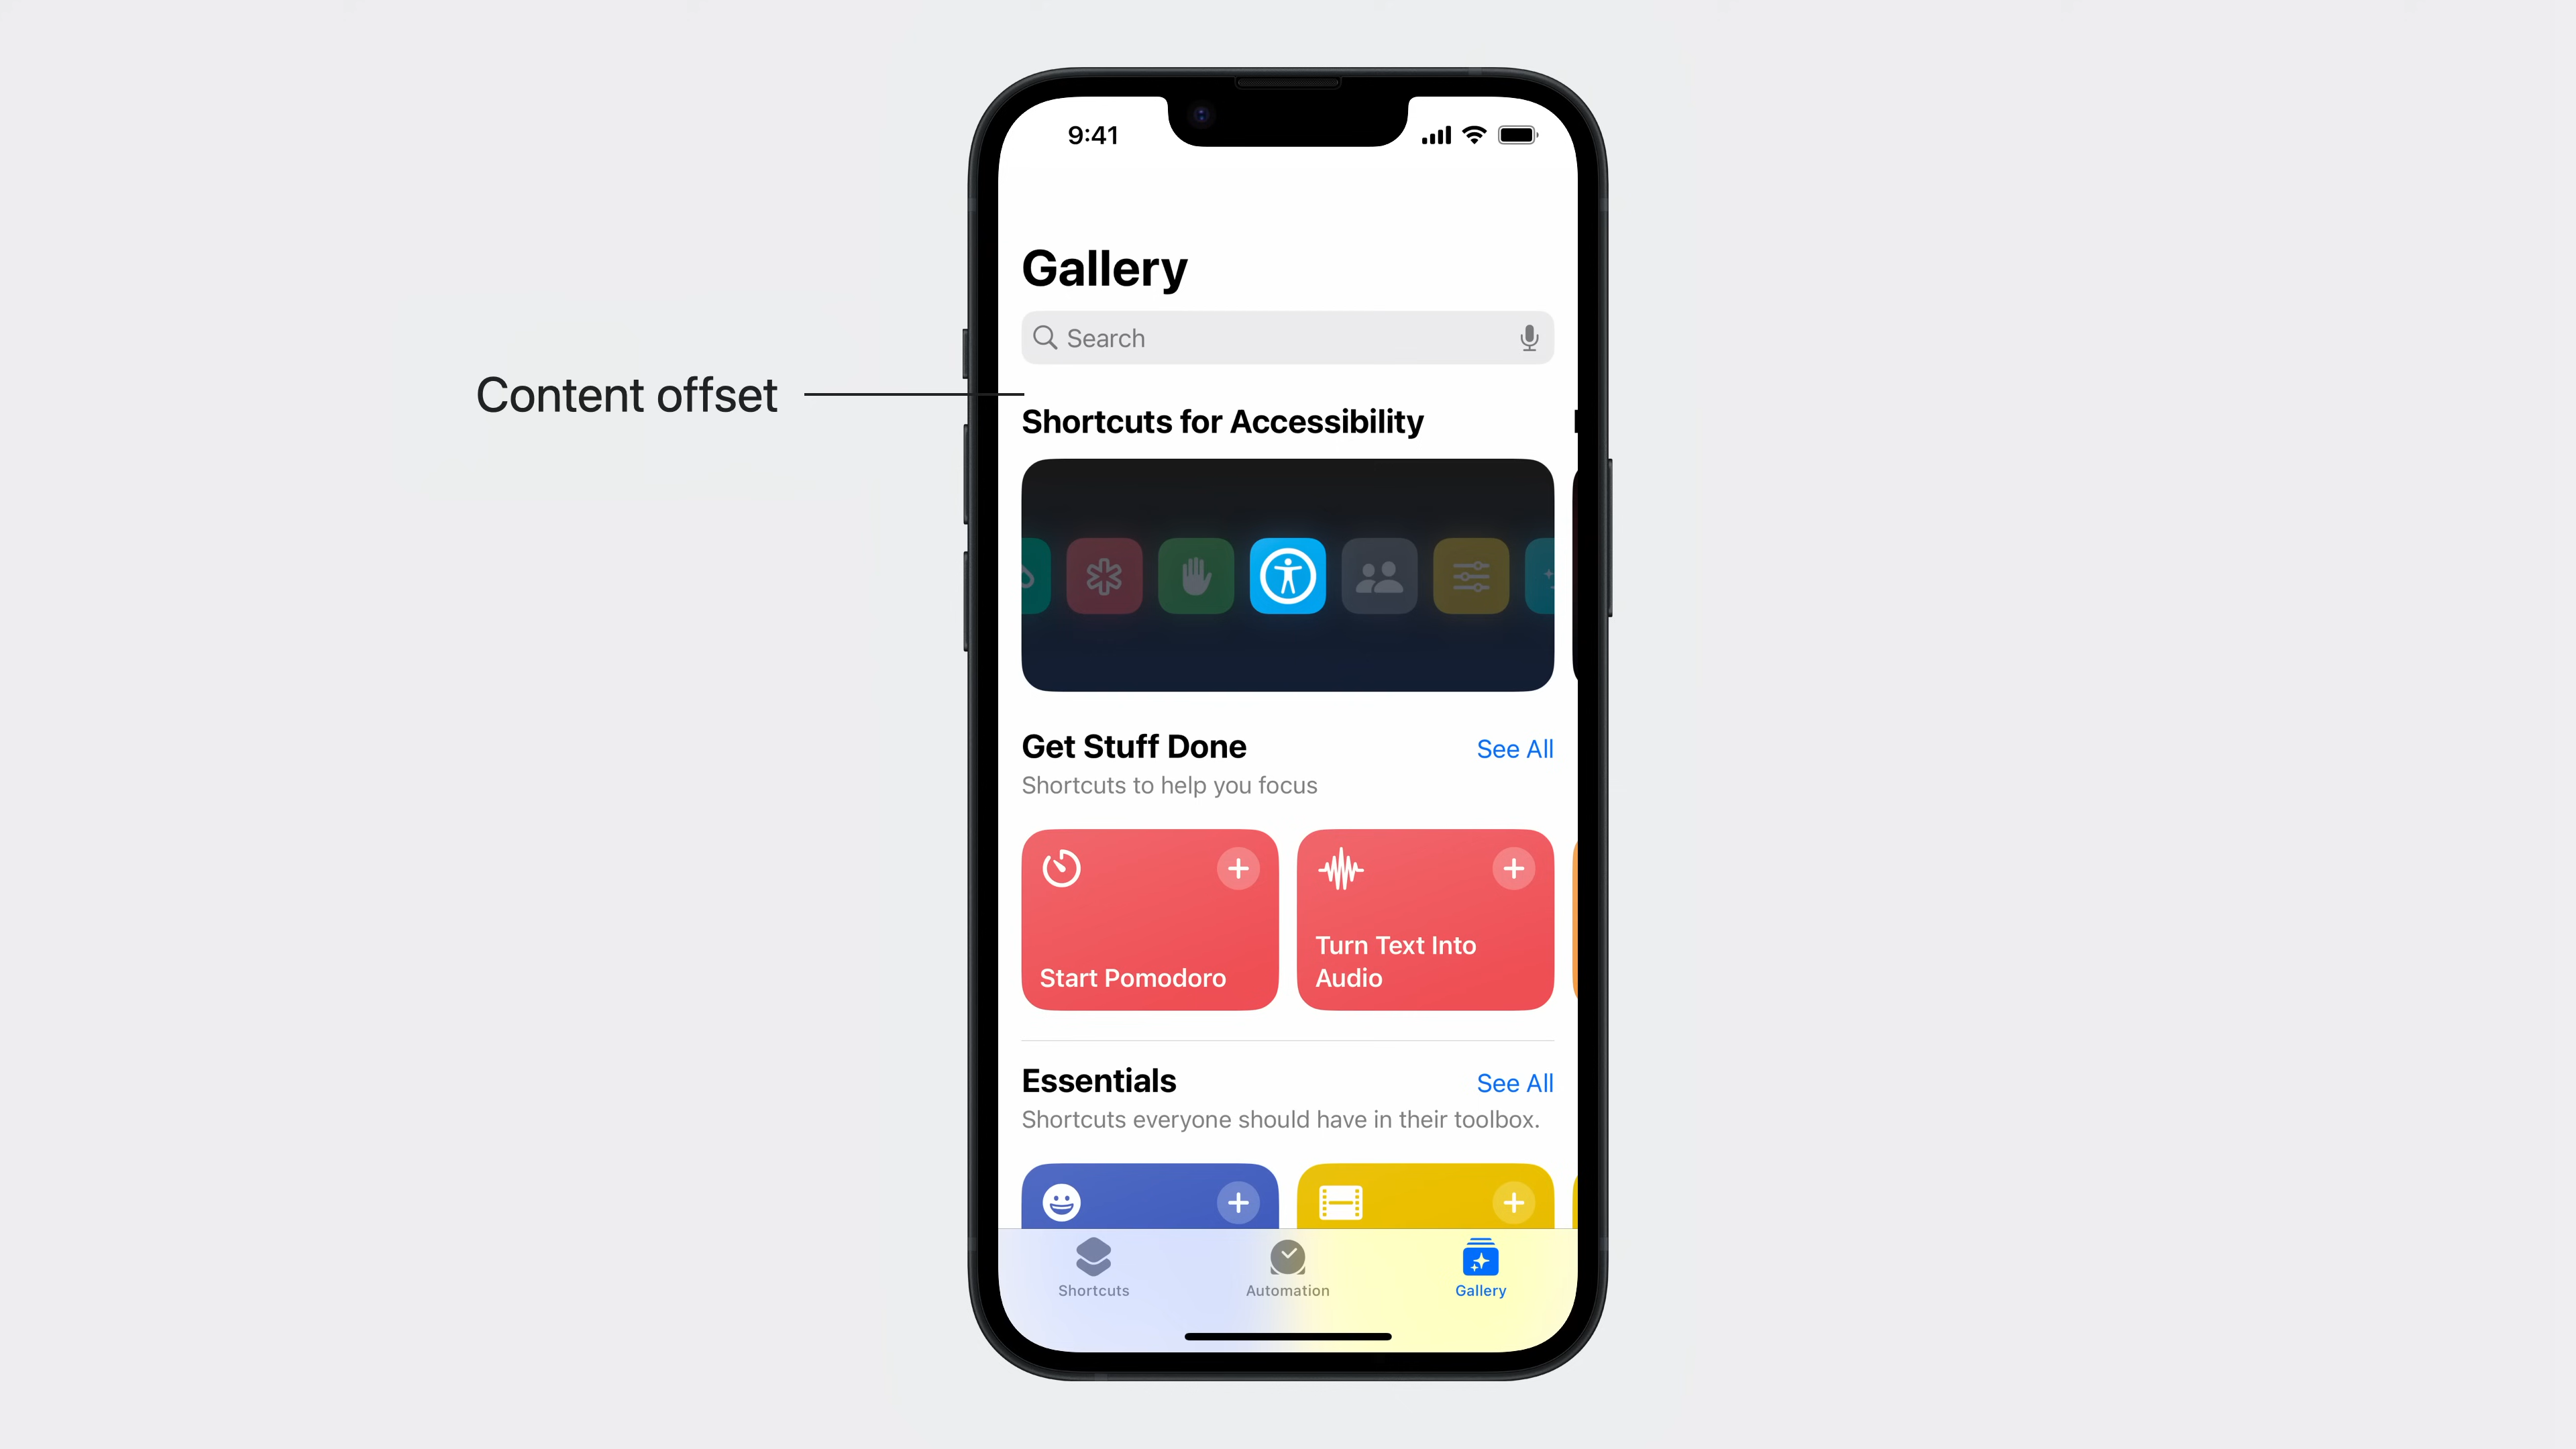 9:41
Gallery
Search
Content offset
Shortcuts for Accessibility
Get Stuff Done
See All
Shortcuts to help you focus
Start Pomodoro
Turn Text Into
Audio
Essentials
See All
Shortcuts everyone should have in their toolbox.
Shortcuts
Automation
Gallery